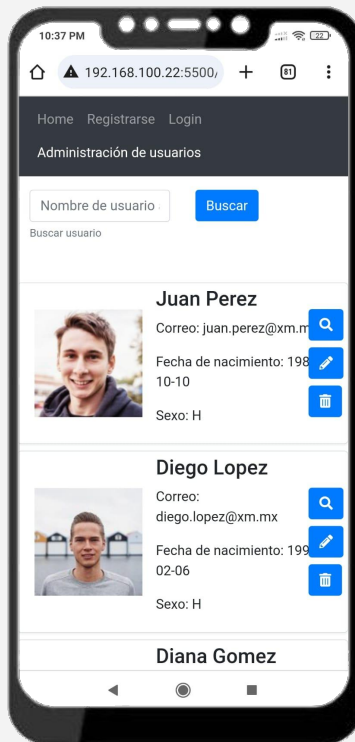 10:37 PM
22
192.168.100.22:5500/
81
Home Registrarse Login
Administración de usuarios
Nombre de usuario
Buscar
Buscar usuario
Juan Perez
Correo: juan.perez@xm.m
Fecha de nacimiento: 198
10-10
Sexo: H
Diego Lopez
Correo:
diego.lopez@xm.mx
Fecha de nacimiento: 199
02-06
Sexo: H
Diana Gomez